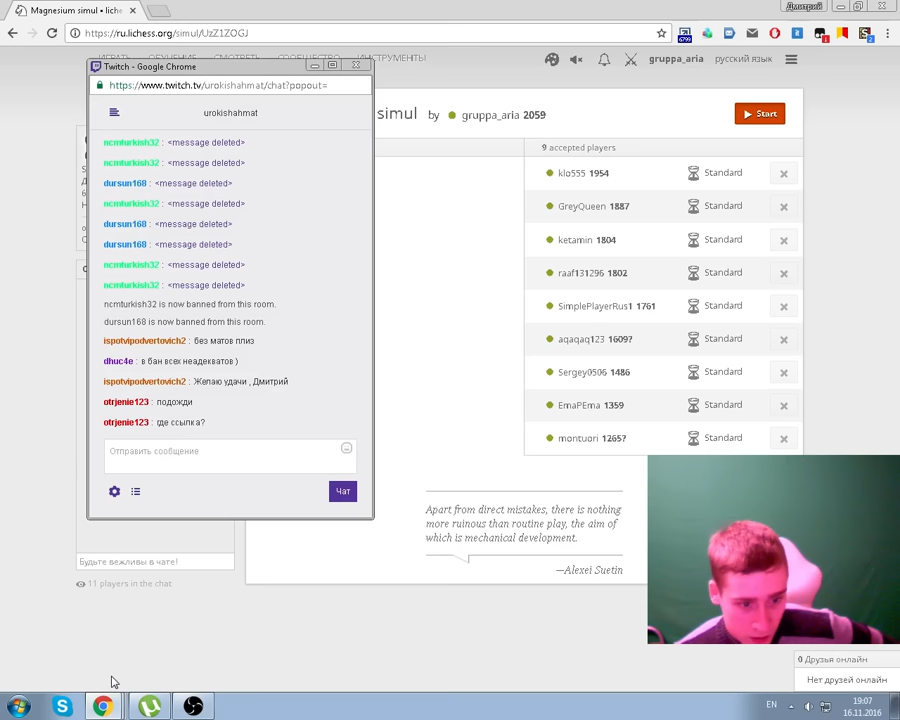 Magnesium simul • liche
Дмитрий
https://ru.lichess.org/simul/UzZ1ZOGJ
6799
1
2
ИГРАТЬ ОБУЧЕНИЕ СООБЩЕСТВО ИНСТРУМЕНТЫ
gruppa_aria русский язык
Twitch - Google Chrome
https://www.twitch.tv/urokishahmat/chat?popout=
urokishahmat
ncmturkish32 : <message deleted>
ncmturkish32 : <message deleted>
dursun168 : <message deleted>
ncmturkish32 : <message deleted>
dursun168 : <message deleted>
dursun168 : <message deleted>
ncmturkish32 : <message deleted>
ncmturkish32 : <message deleted>
ncmturkish32 is now banned from this room.
dursun168 is now banned from this room.
ispotvipodvertovich2 : без матов плиз
dhuc4e : в бан всех неадекватов )
ispotvipodvertovich2 : Желаю удачи , Дмитрий
otrjenie123 : подожди
otrjenie123 : где ссылка?
Отправить сообщение
Чат
simul by gruppa_aria 2059
Start
9 accepted players
klo555 1954 Standard
GreyQueen 1887 Standard
ketamin 1804 Standard
raaf131296 1802 Standard
SimplePlayerRus1 1761 Standard
aqaqaq123 1609? Standard
Sergey0506 1486 Standard
EmaPEma 1359 Standard
montuori 1265? Standard
Apart from direct mistakes, there is nothing
more ruinous than routine play, the aim of
which is mechanical development.
—Alexei Suetin
Будьте вежливы в чате!
11 players in the chat
0 Друзья онлайн
Нет друзей онлайн
EN
19:07
16.11.2016